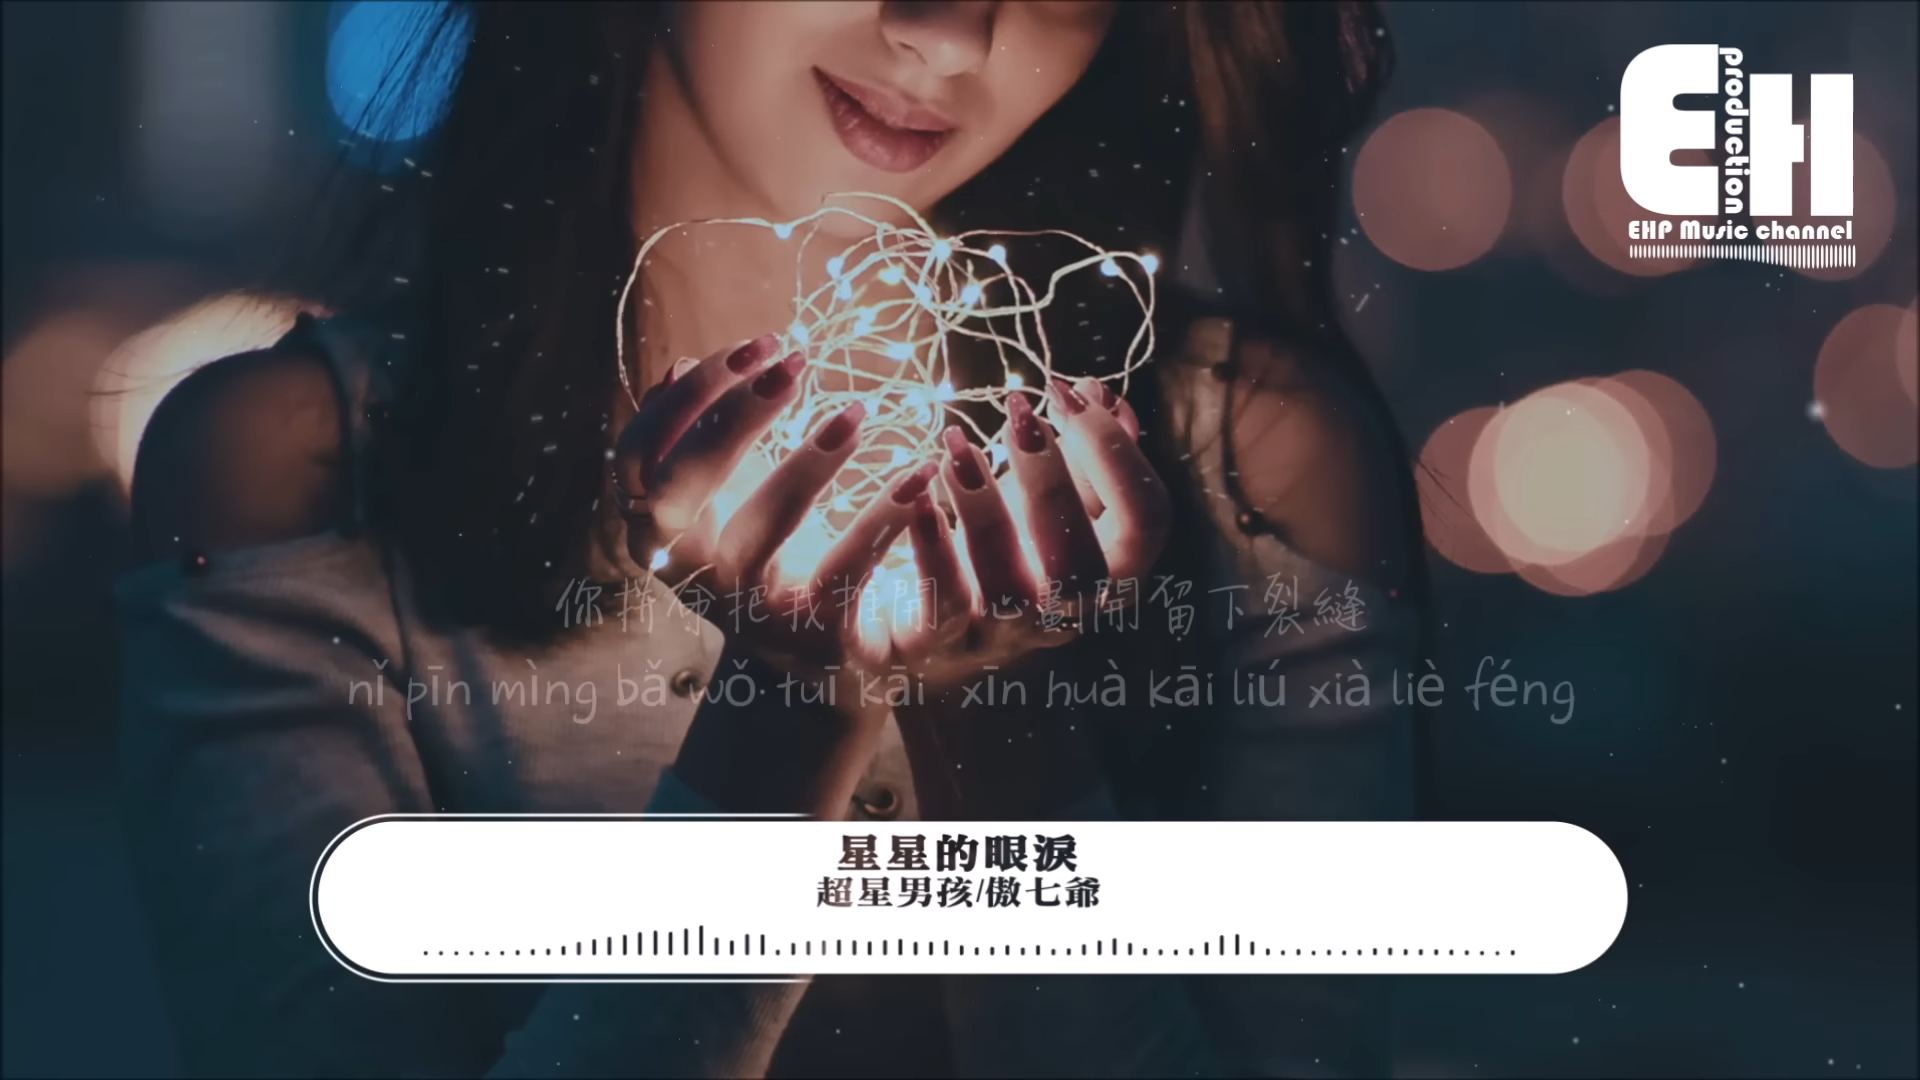 EH
production
EHP Music channel
你拼命把我推開 心劃開留下裂縫
nǐ pīn mìng bǎ wǒ tuī kāi xīn huà kāi liú xià liè féng
星星的眼淚
超星男孩/傲七爺